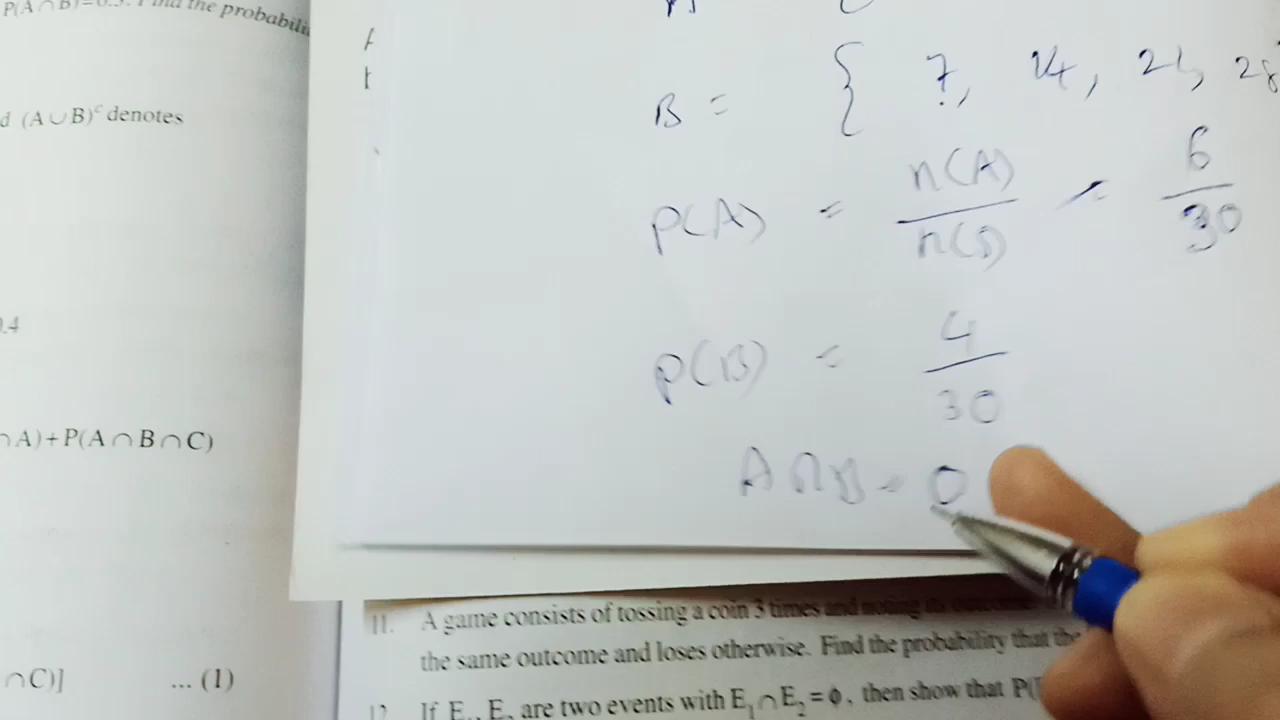 P(A∩B)=0.3. Find the
d (A∪B)ᶜ denotes
0.4
∩A)+P(A∩B∩C)
∩C)] ... (1)
B = { 7, 14, 21, 28
P(A) = n(A)/n(S) = 6/30
P(B) = 4/30
A∩B = 0
11. A game consists of tossing a coin 3 times and noting its outcome
the same outcome and loses otherwise. Find the probability that the
12. If E₁, E₂ are two events with E₁∩E₂ = ϕ, then show that